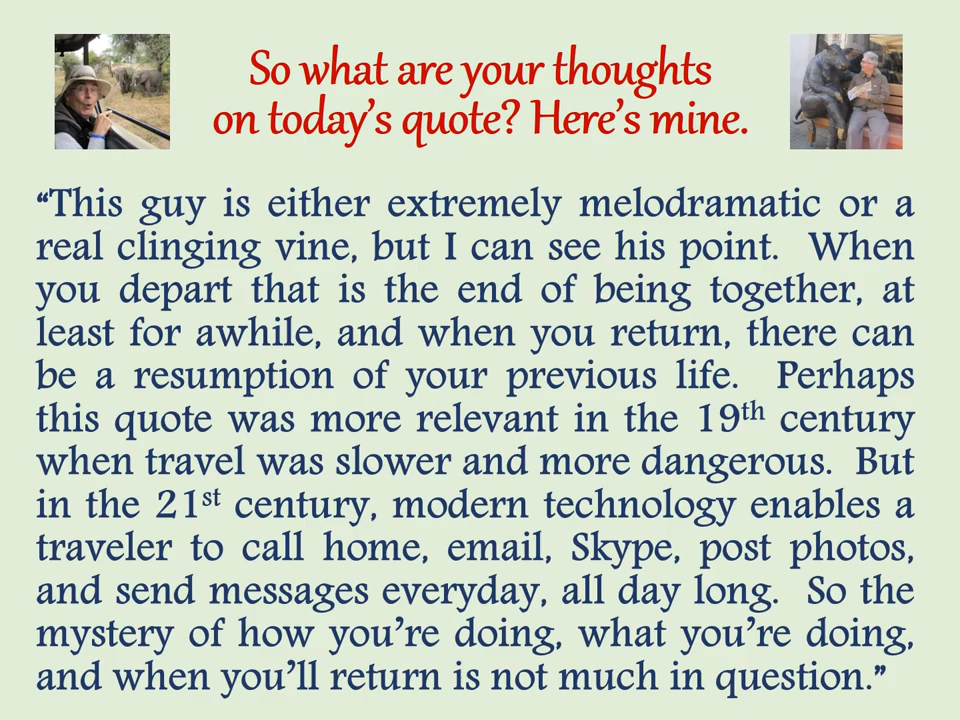 So what are your thoughts
on today’s quote? Here’s mine.
“This guy is either extremely melodramatic or a
real clinging vine, but I can see his point.  When
you depart that is the end of being together, at
least for awhile, and when you return, there can
be a resumption of your previous life.  Perhaps
this quote was more relevant in the 19th century
when travel was slower and more dangerous.  But
in the 21st century, modern technology enables a
traveler to call home, email, Skype, post photos,
and send messages everyday, all day long.  So the
mystery of how you’re doing, what you’re doing,
and when you’ll return is not much in question.”